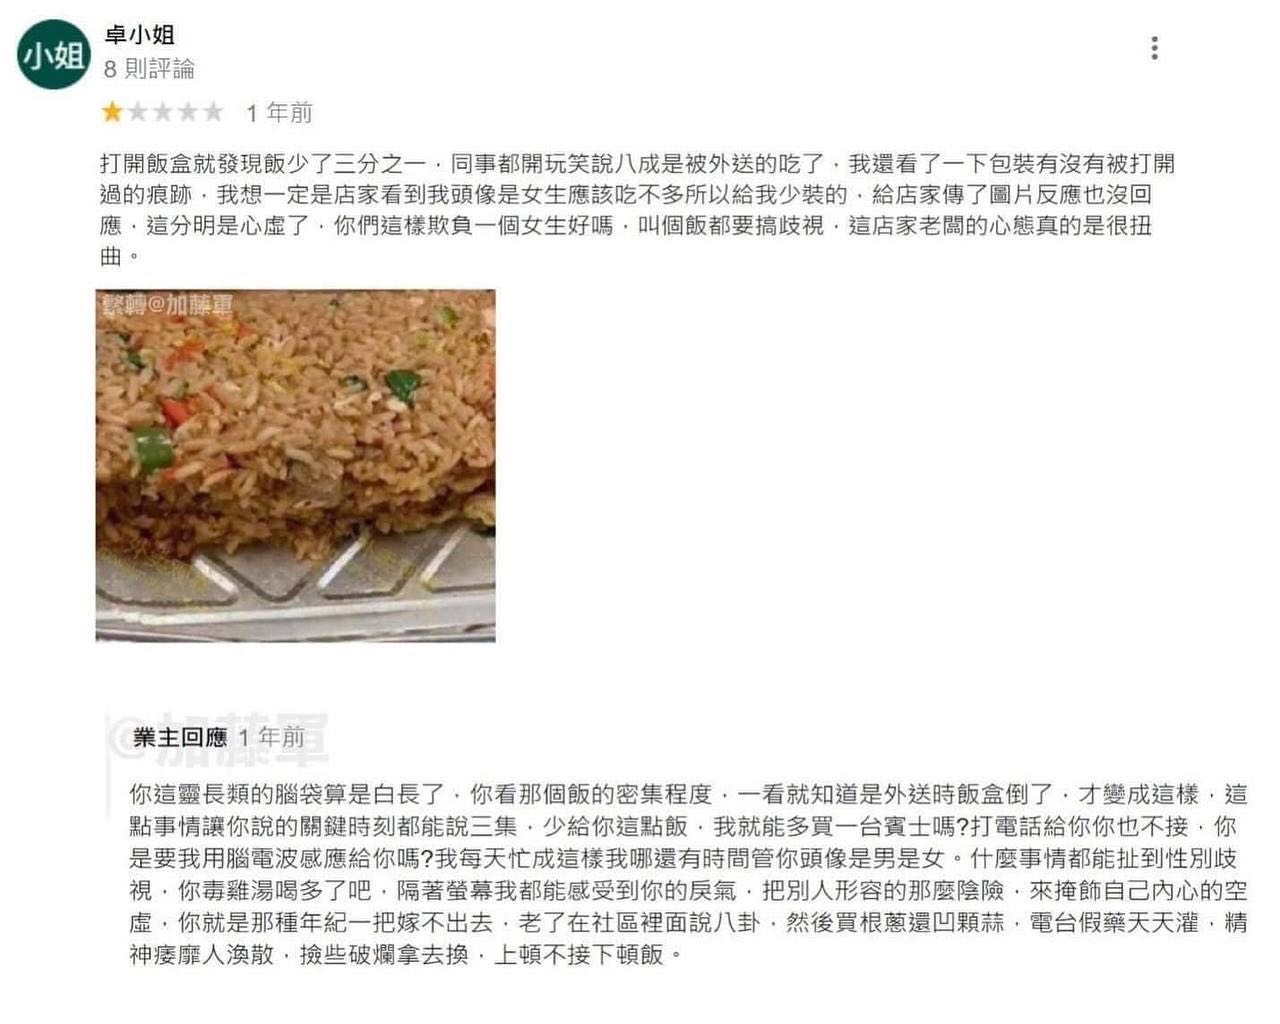 小姐
卓小姐
8 則評論
1 年前
打開飯盒就發現飯少了三分之一，同事都開玩笑說八成是被外送的吃了，我還看了一下包裝有沒有被打開
過的痕跡，我想一定是店家看到我頭像是女生應該吃不多所以給我少裝的，給店家傳了圖片反應也沒回
應，這分明是心虛了，你們這樣欺負一個女生好嗎，叫個飯都要搞歧視，這店家老闆的心態真的是很扭
曲。
繁轉@加藤軍
@加藤軍
業主回應 1 年前
你這靈長類的腦袋算是白長了，你看那個飯的密集程度，一看就知道是外送時飯盒倒了，才變成這樣，這
點事情讓你說的關鍵時刻都能說三集，少給你這點飯，我就能多買一台賓士嗎?打電話給你你也不接，你
是要我用腦電波感應給你嗎?我每天忙成這樣我哪還有時間管你頭像是男是女。什麼事情都能扯到性別歧
視，你毒雞湯喝多了吧，隔著螢幕我都能感受到你的戾氣，把別人形容的那麼陰險，來掩飾自己內心的空
虛，你就是那種年紀一把嫁不出去，老了在社區裡面說八卦，然後買根蔥還凹顆蒜，電台假藥天天灌，精
神痿靡人渙散，撿些破爛拿去換，上頓不接下頓飯。